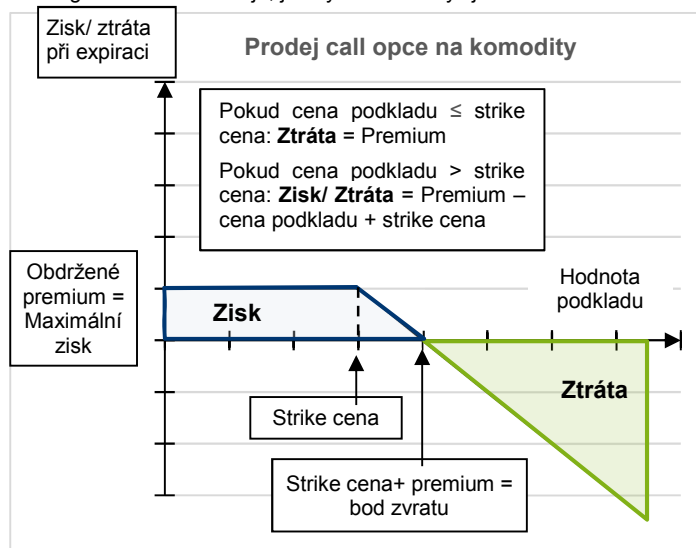 Zisk/ ztráta
při expiraci
Prodej call opce na komodity
Pokud cena podkladu ≤ strike
cena: Ztráta = Premium
Pokud cena podkladu > strike
cena: Zisk/ Ztráta = Premium –
cena podkladu + strike cena
Obdržené
premium =
Maximální
zisk
Zisk
Hodnota
podkladu
Ztráta
Strike cena
Strike cena+ premium =
bod zvratu